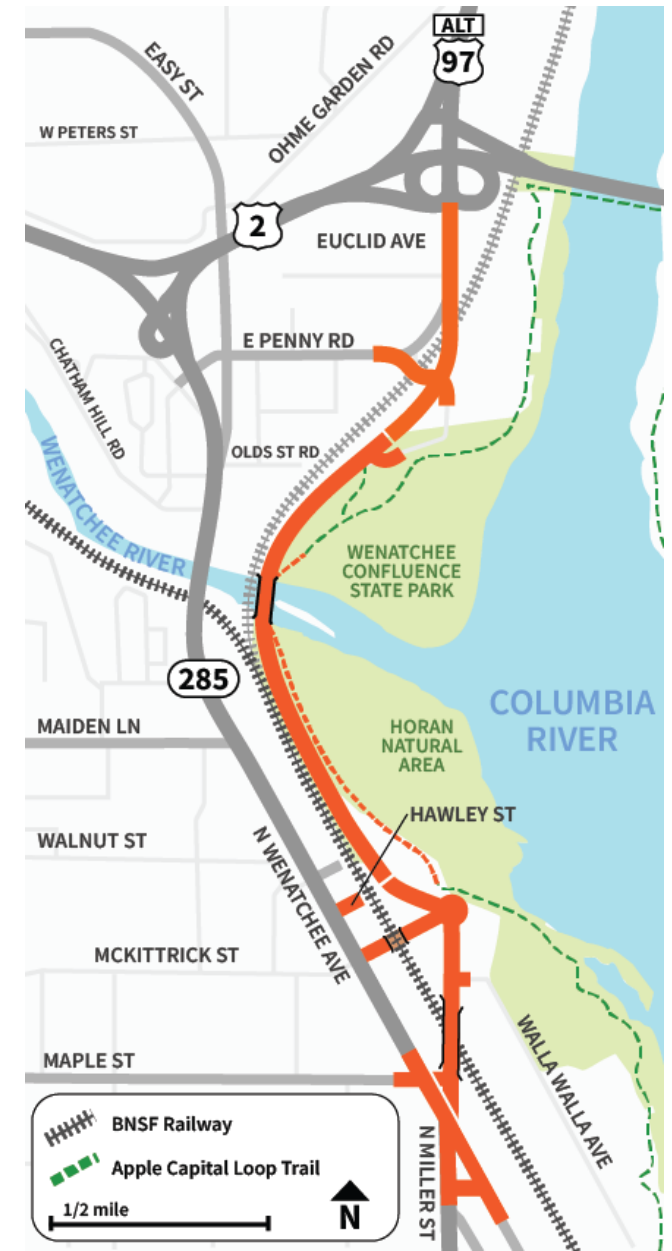 ALT
97
EASY ST
OHME GARDEN RD
W PETERS ST
2
EUCLID AVE
E PENNY RD
CHATHAM HILL RD
OLDS ST RD
WENATCHEE RIVER
WENATCHEE
CONFLUENCE
STATE PARK
285
COLUMBIA
RIVER
MAIDEN LN
HORAN
NATURAL
AREA
HAWLEY ST
WALNUT ST
N WENATCHEE AVE
MCKITTRICK ST
WALLA WALLA AVE
MAPLE ST
BNSF Railway
Apple Capital Loop Trail
1/2 mile
N
N MILLER ST